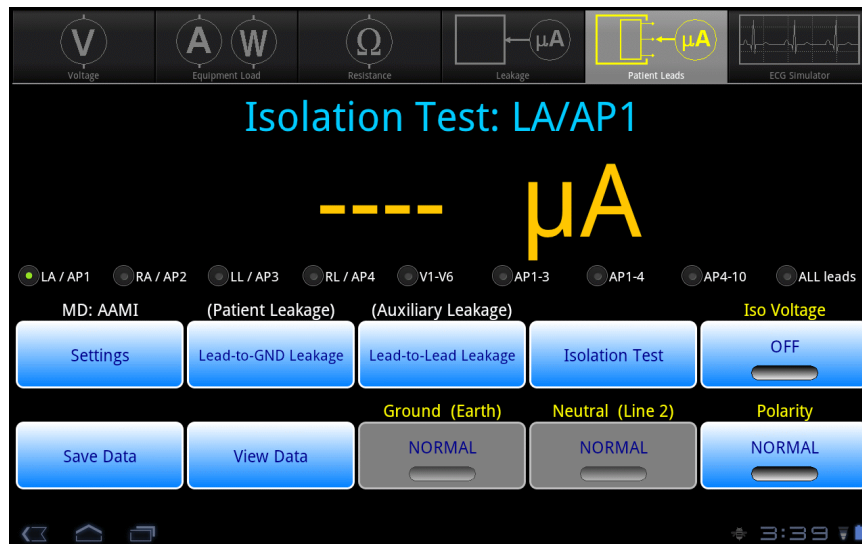 V A W Ω µA µA
Voltage Equipment Load Resistance Leakage Patient Leads ECG Simulator
Isolation Test: LA/AP1
---- µA
LA / AP1 RA / AP2 LL / AP3 RL / AP4 V1-V6 AP1-3 AP1-4 AP4-10 ALL leads
MD: AAMI (Patient Leakage) (Auxiliary Leakage) Iso Voltage
Settings Lead-to-GND Leakage Lead-to-Lead Leakage Isolation Test OFF
Ground (Earth) Neutral (Line 2) Polarity
Save Data View Data NORMAL NORMAL NORMAL
3:39